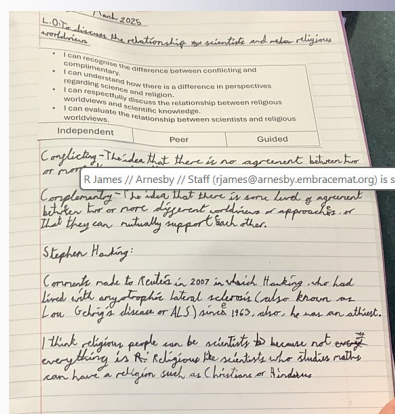 March 2025
L.O: To discuss the relationship scientists and religious
worldviews
• I can recognise the difference between conflicting and
complimentary.
• I can understand how there is a difference in perspectives
regarding science and religion.
• I can respectfully discuss the relationship between religious
worldviews and scientific knowledge.
• I can evaluate the relationship between scientists and religious
worldviews.
Independent Peer Guided
Conflicting - The idea that there is no agreement between two
or more
R James // Arnesby // Staff (rjames@arnesby.embracemat.org) is s
Complementary - The idea that there is some level of agreement
between two or more different worldviews or approaches, or
that they can mutually support each other.
Stephen Hawking:
Comments made to Reuters in 2007 in which Hawking, who had
lived with amyotrophic lateral sclerosis (also known as
Lou Gehrig's disease or ALS) since 1963, also, he was an athiest.
I think religious people can be scientists because not
everything is Religious like scientists who studies maths
can have a religion such as Christians or